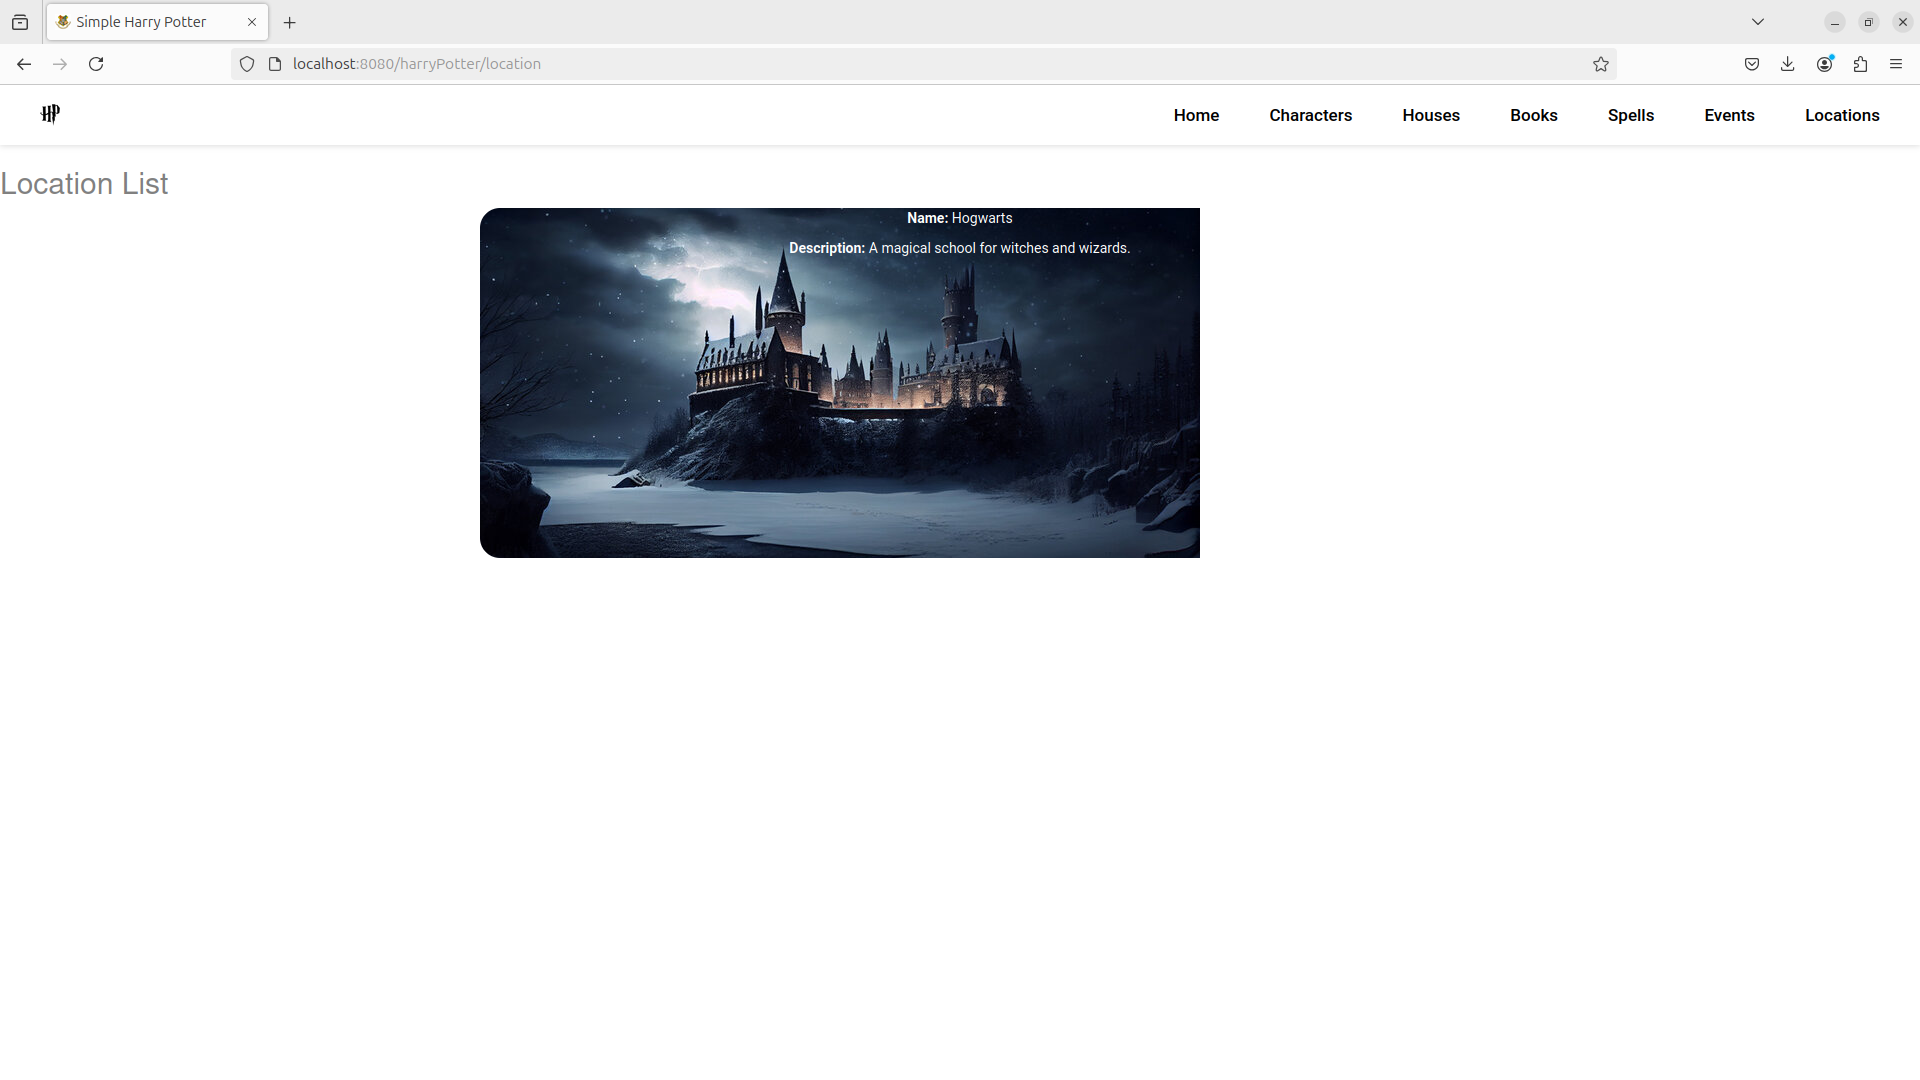 Simple Harry Potter
localhost:8080/harryPotter/location
HP
Home Characters Houses Books Spells Events Locations
Location List
Name: Hogwarts
Description: A magical school for witches and wizards.